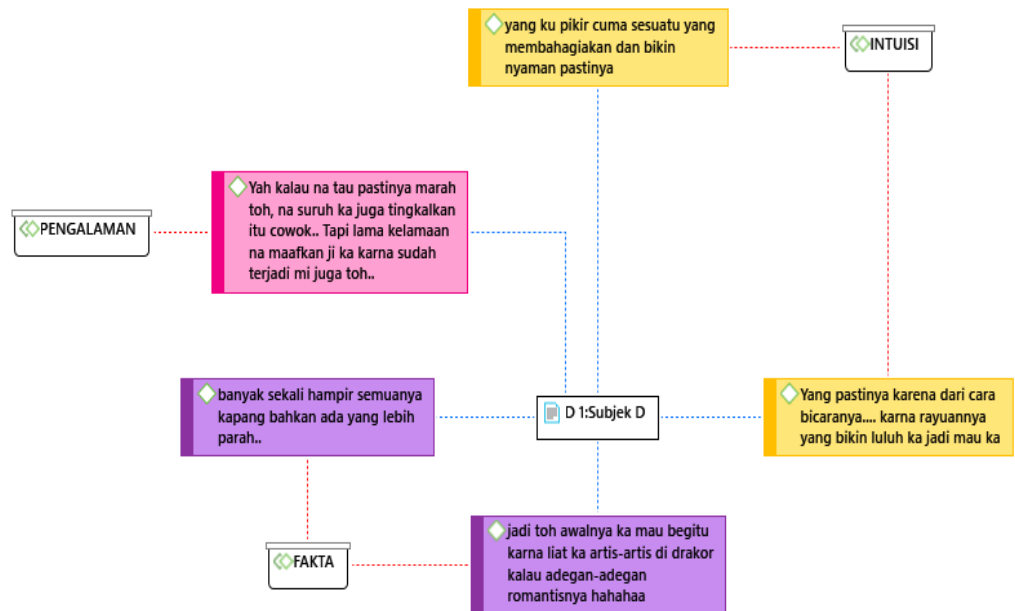 yang ku pikir cuma sesuatu yang
membahagiakan dan bikin
nyaman pastinya
INTUISI
Yah kalau na tau pastinya marah
toh, na suruh ka juga tingkalkan
itu cowok.. Tapi lama kelamaan
na maafkan ji ka karna sudah
terjadi mi juga toh..
PENGALAMAN
banyak sekali hampir semuanya
kapang bahkan ada yang lebih
parah..
D 1:Subjek D
Yang pastinya karena dari cara
bicaranya.... karna rayuannya
yang bikin luluh ka jadi mau ka
FAKTA
jadi toh awalnya ka mau begitu
karna liat ka artis-artis di drakor
kalau adegan-adegan
romantisnya hahahaa